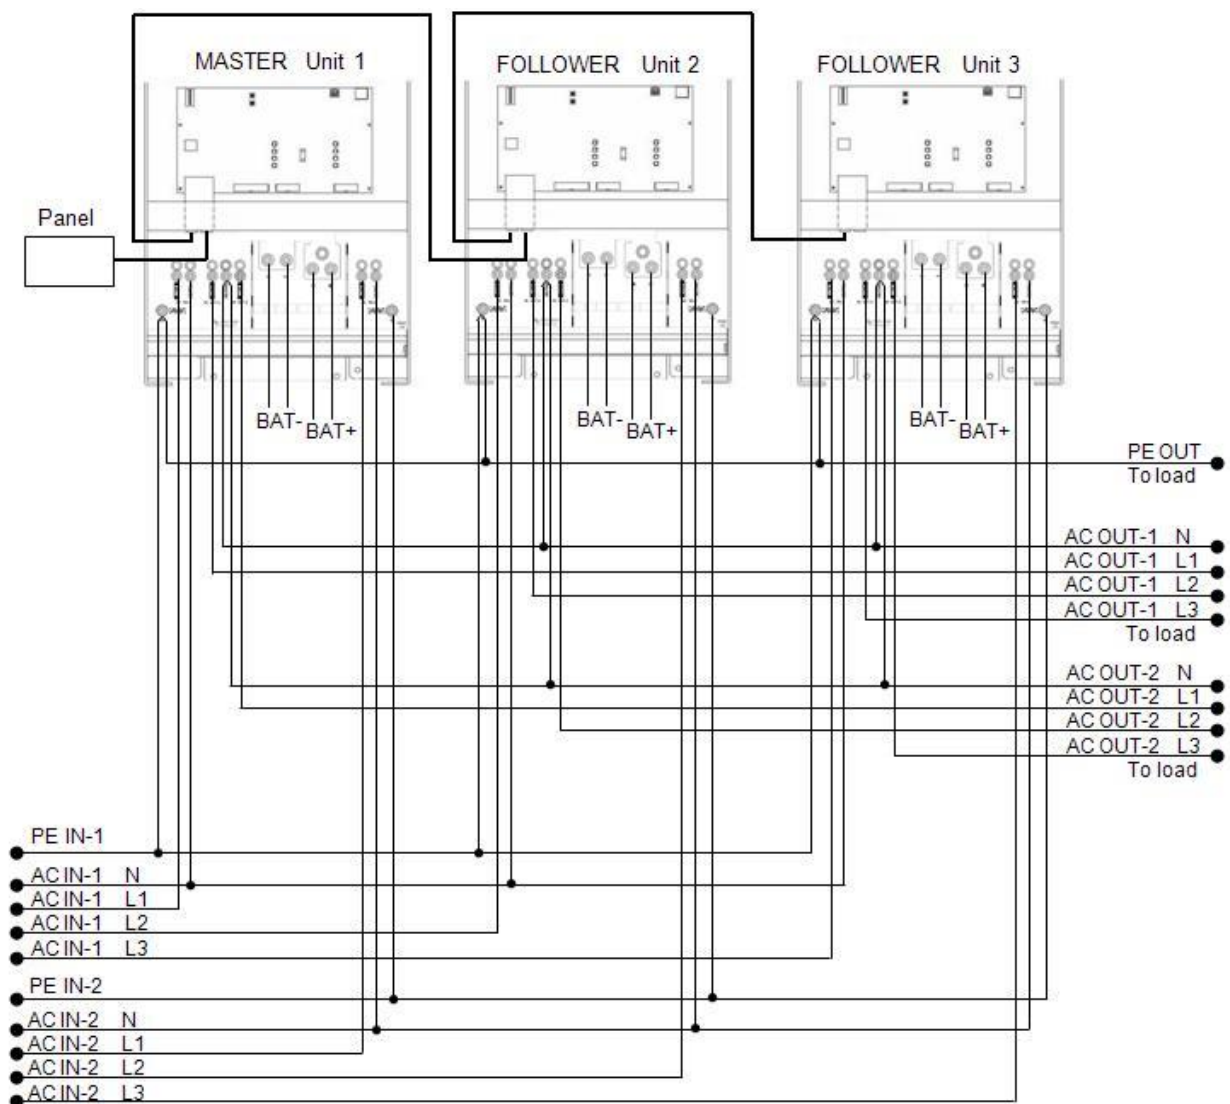 MASTER Unit 1
FOLLOWER Unit 2
FOLLOWER Unit 3
Panel
BAT-
BAT+
BAT-
BAT+
BAT-
BAT+
PE OUT
To load
AC OUT-1 N
AC OUT-1 L1
AC OUT-1 L2
AC OUT-1 L3
To load
AC OUT-2 N
AC OUT-2 L1
AC OUT-2 L2
AC OUT-2 L3
To load
PE IN-1
AC IN-1 N
AC IN-1 L1
AC IN-1 L2
AC IN-1 L3
PE IN-2
AC IN-2 N
AC IN-2 L1
AC IN-2 L2
AC IN-2 L3